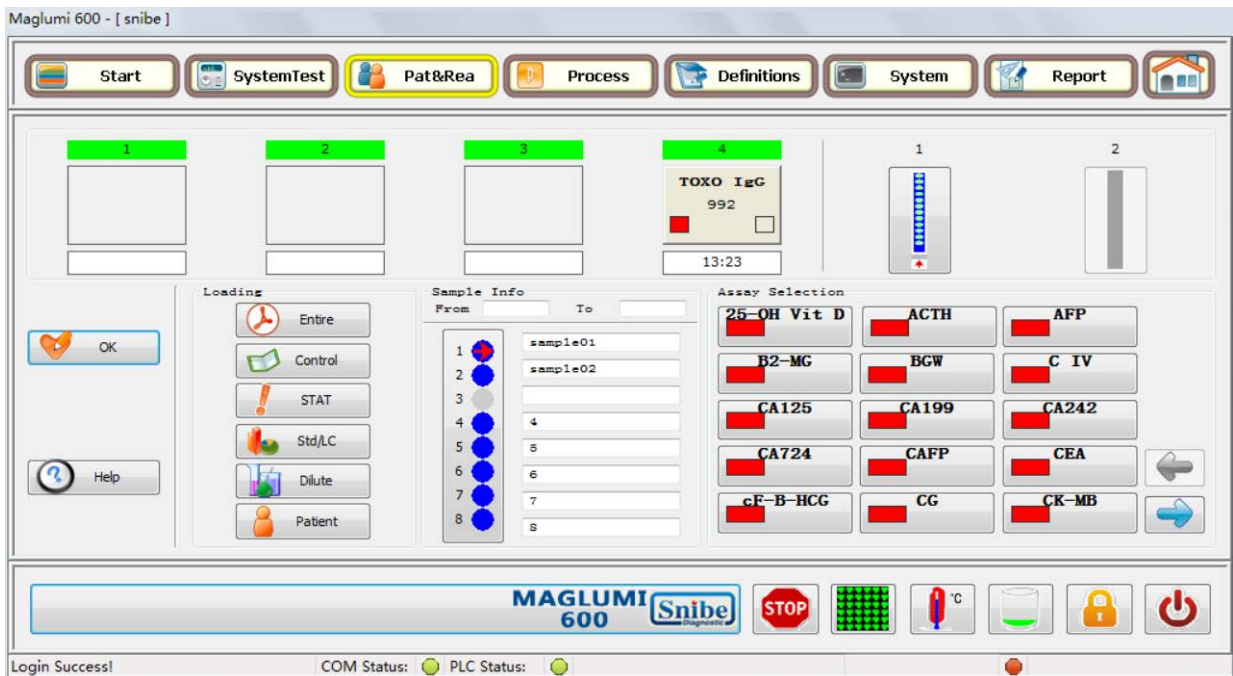 Maglumi 600 - [ snibe ]
Start SystemTest Pat&Rea Process Definitions System Report
1 2 3 4 1 2
TOXO IgG
992
13:23
Loading Sample Info Assay Selection
From To
OK
Help
Entire
Control
STAT
Std/LC
Dilute
Patient
1 sample01
2 sample02
3
4 4
5 5
6 6
7 7
8 8
25-OH Vit D ACTH AFP
B2-MG BGW C IV
CA125 CA199 CA242
CA724 CAFP CEA
cF-B-HCG CG CK-MB
MAGLUMI
600
Snibe
Diagnostic
STOP
°C
Login Success! COM Status: PLC Status: